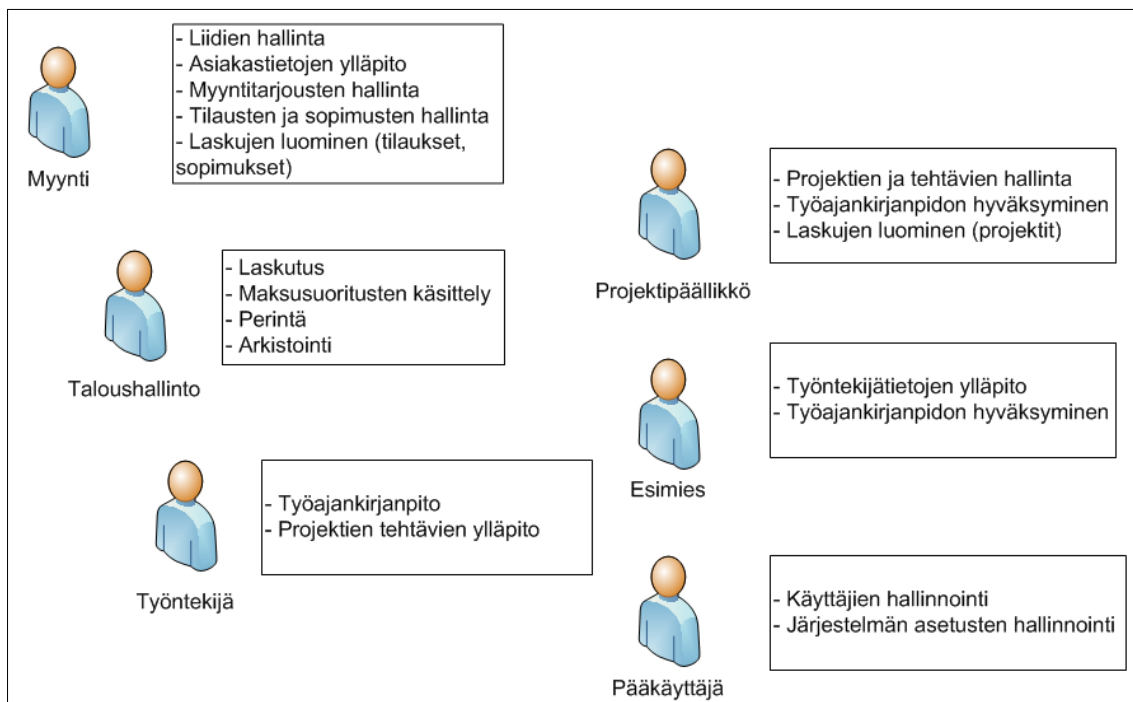 - Liidien hallinta
- Asiakastietojen ylläpito
- Myyntitarjousten hallinta
- Tilausten ja sopimusten hallinta
- Laskujen luominen (tilaukset,
sopimukset)
Myynti
- Projektien ja tehtävien hallinta
- Työajankirjanpidon hyväksyminen
- Laskujen luominen (projektit)
Projektipäällikkö
- Laskutus
- Maksusuoritusten käsittely
- Perintä
- Arkistointi
Taloushallinto
- Työntekijätietojen ylläpito
- Työajankirjanpidon hyväksyminen
Esimies
- Työajankirjanpito
- Projektien tehtävien ylläpito
Työntekijä
- Käyttäjien hallinnointi
- Järjestelmän asetusten hallinnointi
Pääkäyttäjä